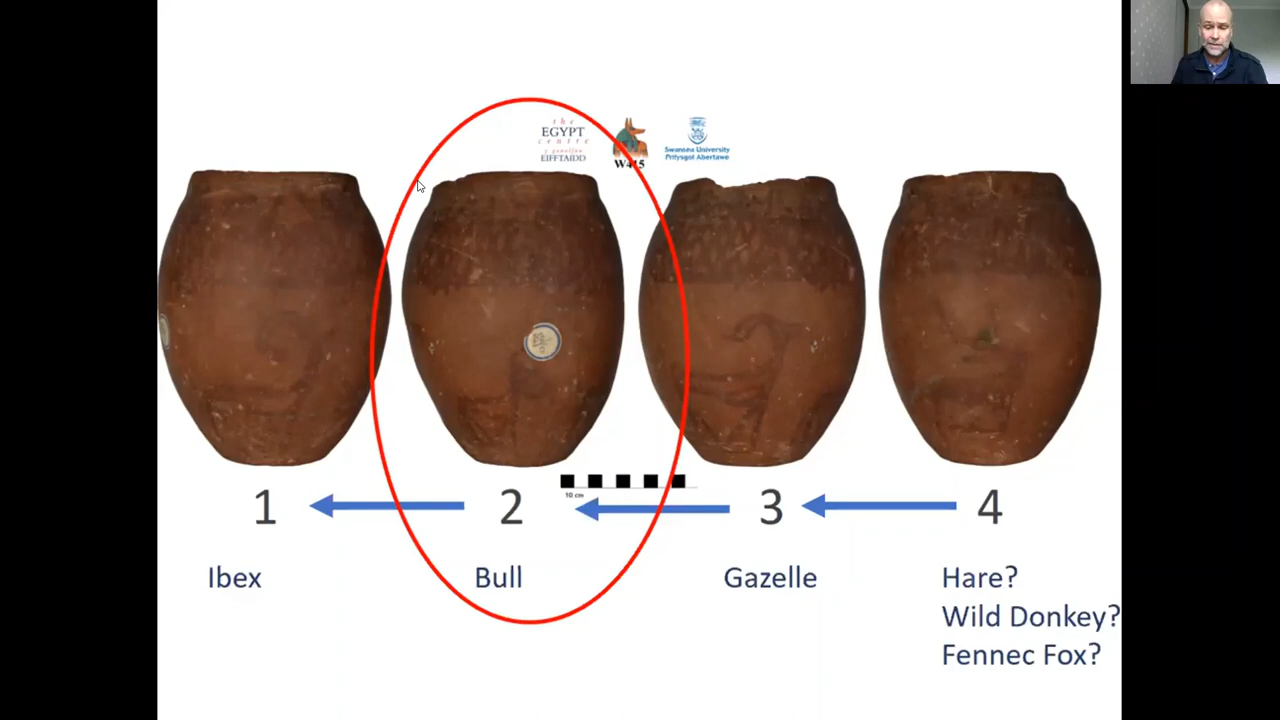 the
EGYPT
centre
y ganolfan
EIFFTAIDD
W415
Swansea University
Prifysgol Abertawe
10 cm
1
2
3
4
Ibex
Bull
Gazelle
Hare?
Wild Donkey?
Fennec Fox?